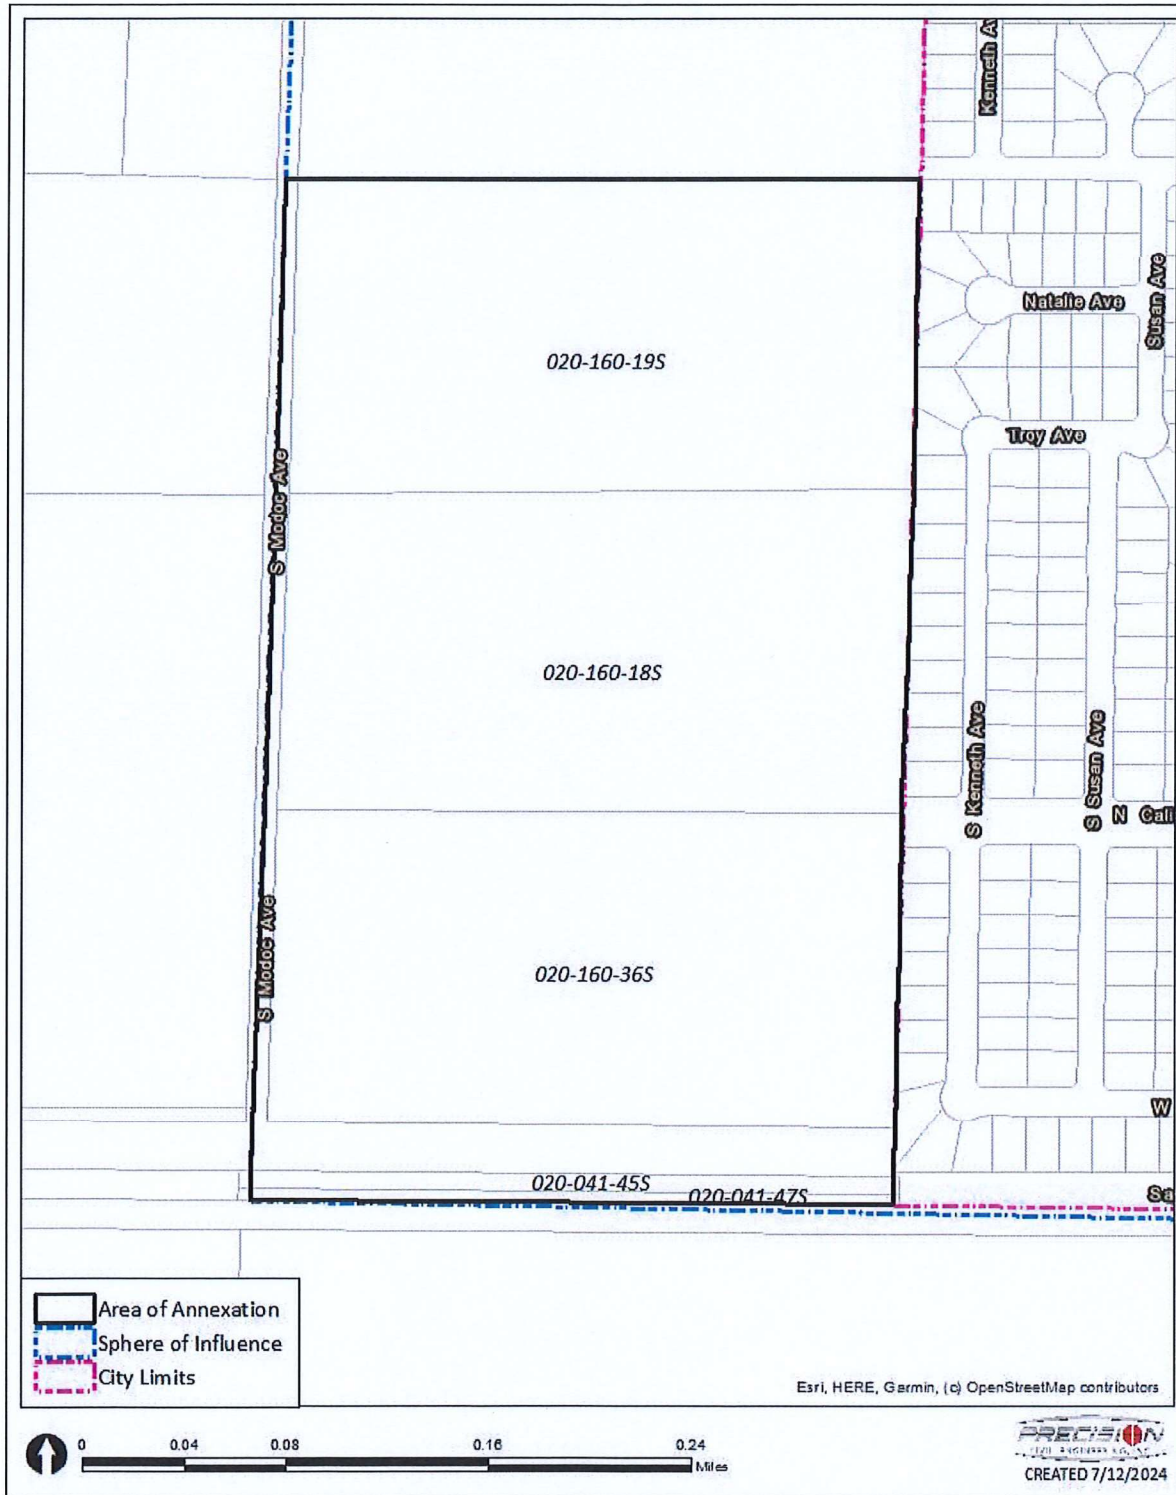 Kenneth Av
Natalie Ave
Susan Ave
020-160-19S
Troy Ave
S Modoc Ave
020-160-18S
S Kenneth Ave
S Susan Ave
N Cali
S Modoc Ave
020-160-36S
W
020-041-45S
020-041-47S
Sa
Area of Annexation
Sphere of Influence
City Limits
Esri, HERE, Garmin, (c) OpenStreetMap contributors
0 0.04 0.08 0.16 0.24
Miles
PRECISION
CIVIL ENGINEERING, INC.
CREATED 7/12/2024